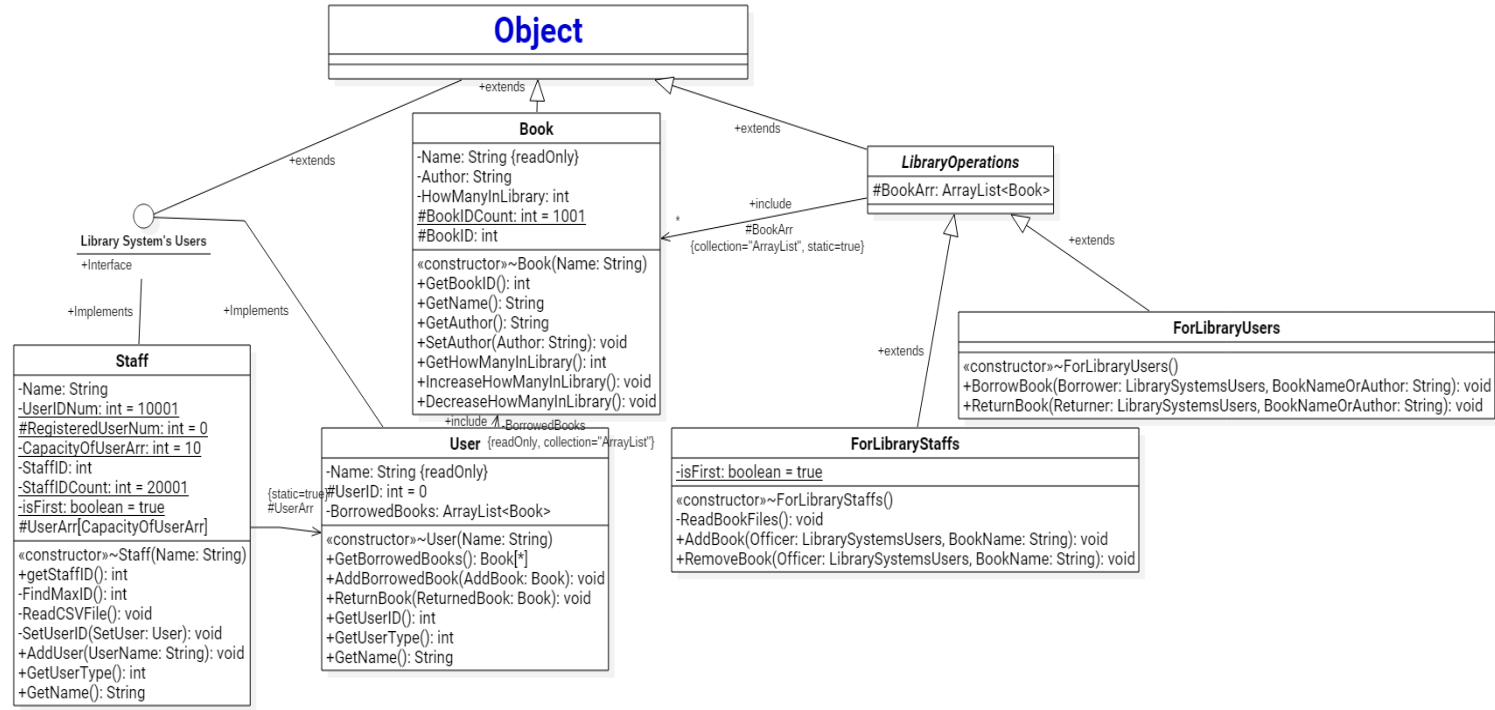 Object
+extends
+extends
+extends
Book
-Name: String {readOnly}
-Author: String
-HowManyInLibrary: int
#BookIDCount: int = 1001
#BookID: int
«constructor»~Book(Name: String)
+GetBookID(): int
+GetName(): String
+GetAuthor(): String
+SetAuthor(Author: String): void
+GetHowManyInLibrary(): int
+IncreaseHowManyInLibrary(): void
+DecreaseHowManyInLibrary(): void
LibraryOperations
#BookArr: ArrayList<Book>
+include
*
#BookArr
{collection="ArrayList", static=true}
+extends
+extends
Library System's Users
+Interface
+Implements
+Implements
Staff
-Name: String
-UserIDNum: int = 10001
#RegisteredUserNum: int = 0
-CapacityOfUserArr: int = 10
-StaffID: int
-StaffIDCount: int = 20001
-isFirst: boolean = true
#UserArr[CapacityOfUserArr]
«constructor»~Staff(Name: String)
+getStaffID(): int
-FindMaxID(): int
-ReadCSVFile(): void
-SetUserID(SetUser: User): void
+AddUser(UserName: String): void
+GetUserType(): int
+GetName(): String
{static=true}
#UserArr
+include
-BorrowedBooks
{readOnly, collection="ArrayList"}
User
-Name: String {readOnly}
#UserID: int = 0
-BorrowedBooks: ArrayList<Book>
«constructor»~User(Name: String)
+GetBorrowedBooks(): Book[*]
+AddBorrowedBook(AddBook: Book): void
+ReturnBook(ReturnedBook: Book): void
+GetUserID(): int
+GetUserType(): int
+GetName(): String
ForLibraryUsers
«constructor»~ForLibraryUsers()
+BorrowBook(Borrower: LibrarySystemsUsers, BookNameOrAuthor: String): void
+ReturnBook(Returner: LibrarySystemsUsers, BookNameOrAuthor: String): void
ForLibraryStaffs
-isFirst: boolean = true
«constructor»~ForLibraryStaffs()
-ReadBookFiles(): void
+AddBook(Officer: LibrarySystemsUsers, BookName: String): void
+RemoveBook(Officer: LibrarySystemsUsers, BookName: String): void